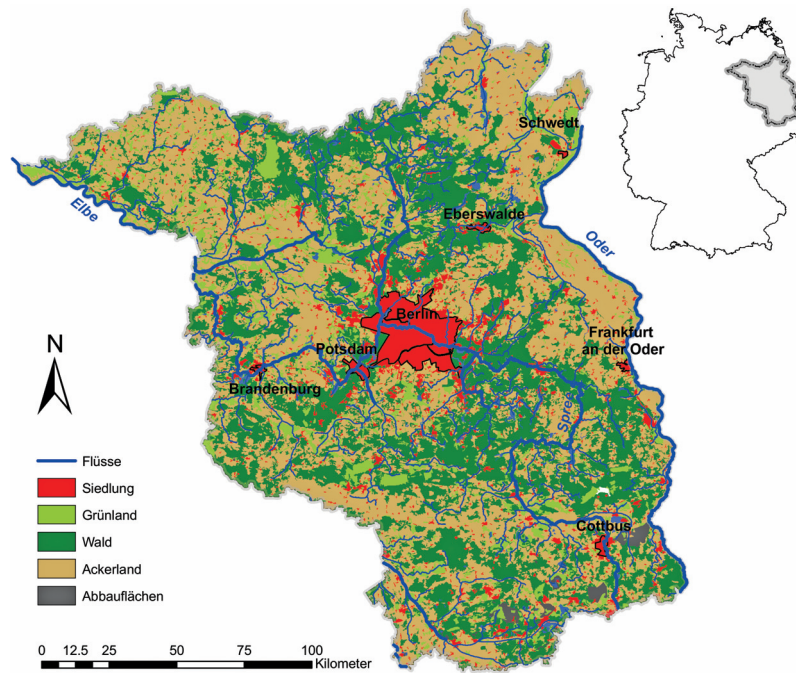 Schwedt
Elbe
Havel
Eberswalde
Oder
Berlin
N
Potsdam
Frankfurt
an der Oder
Brandenburg
Spree
Flüsse
Siedlung
Grünland
Wald
Cottbus
Ackerland
Abbauflächen
0 12.5 25 50 75 100
Kilometer